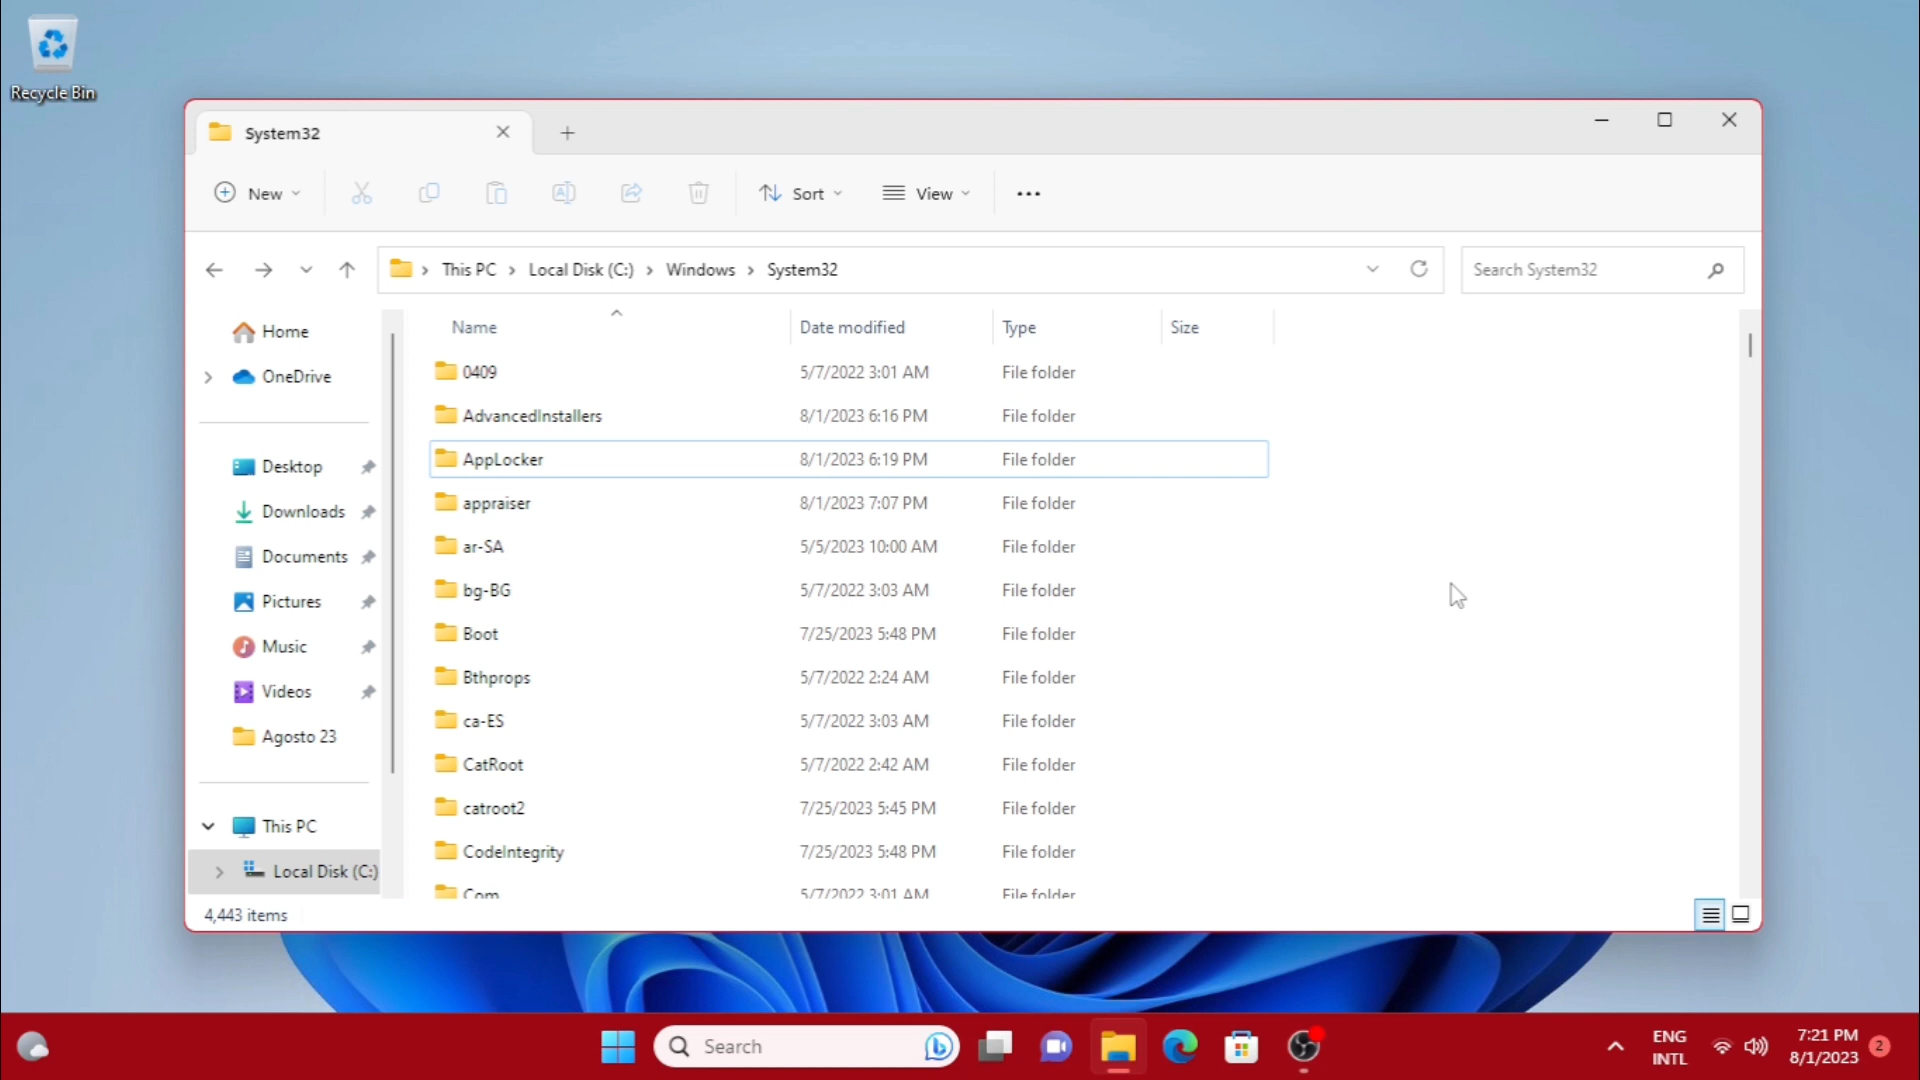 Recycle Bin
System32
New
Sort
View
This PC
Local Disk (C:)
Windows
System32
Search System32
Home
OneDrive
Desktop
Downloads
Documents
Pictures
Music
Videos
Agosto 23
This PC
Local Disk (C:)
Name Date modified Type Size
0409 5/7/2022 3:01 AM File folder
AdvancedInstallers 8/1/2023 6:16 PM File folder
AppLocker 8/1/2023 6:19 PM File folder
appraiser 8/1/2023 7:07 PM File folder
ar-SA 5/5/2023 10:00 AM File folder
bg-BG 5/7/2022 3:03 AM File folder
Boot 7/25/2023 5:48 PM File folder
Bthprops 5/7/2022 2:24 AM File folder
ca-ES 5/7/2022 3:03 AM File folder
CatRoot 5/7/2022 2:42 AM File folder
catroot2 7/25/2023 5:45 PM File folder
CodeIntegrity 7/25/2023 5:48 PM File folder
Com 5/7/2022 3:01 AM File folder
4,443 items
Search
ENG
INTL
7:21 PM
8/1/2023
2